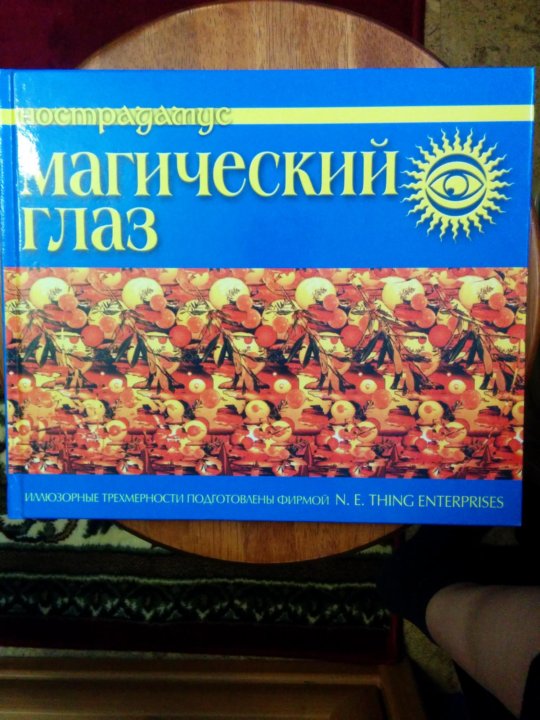 нострадамус
магический
глаз
ИЛЛЮЗОРНЫЕ ТРЕХМЕРНОСТИ ПОДГОТОВЛЕНЫ ФИРМОЙ N. E. THING ENTERPRISES